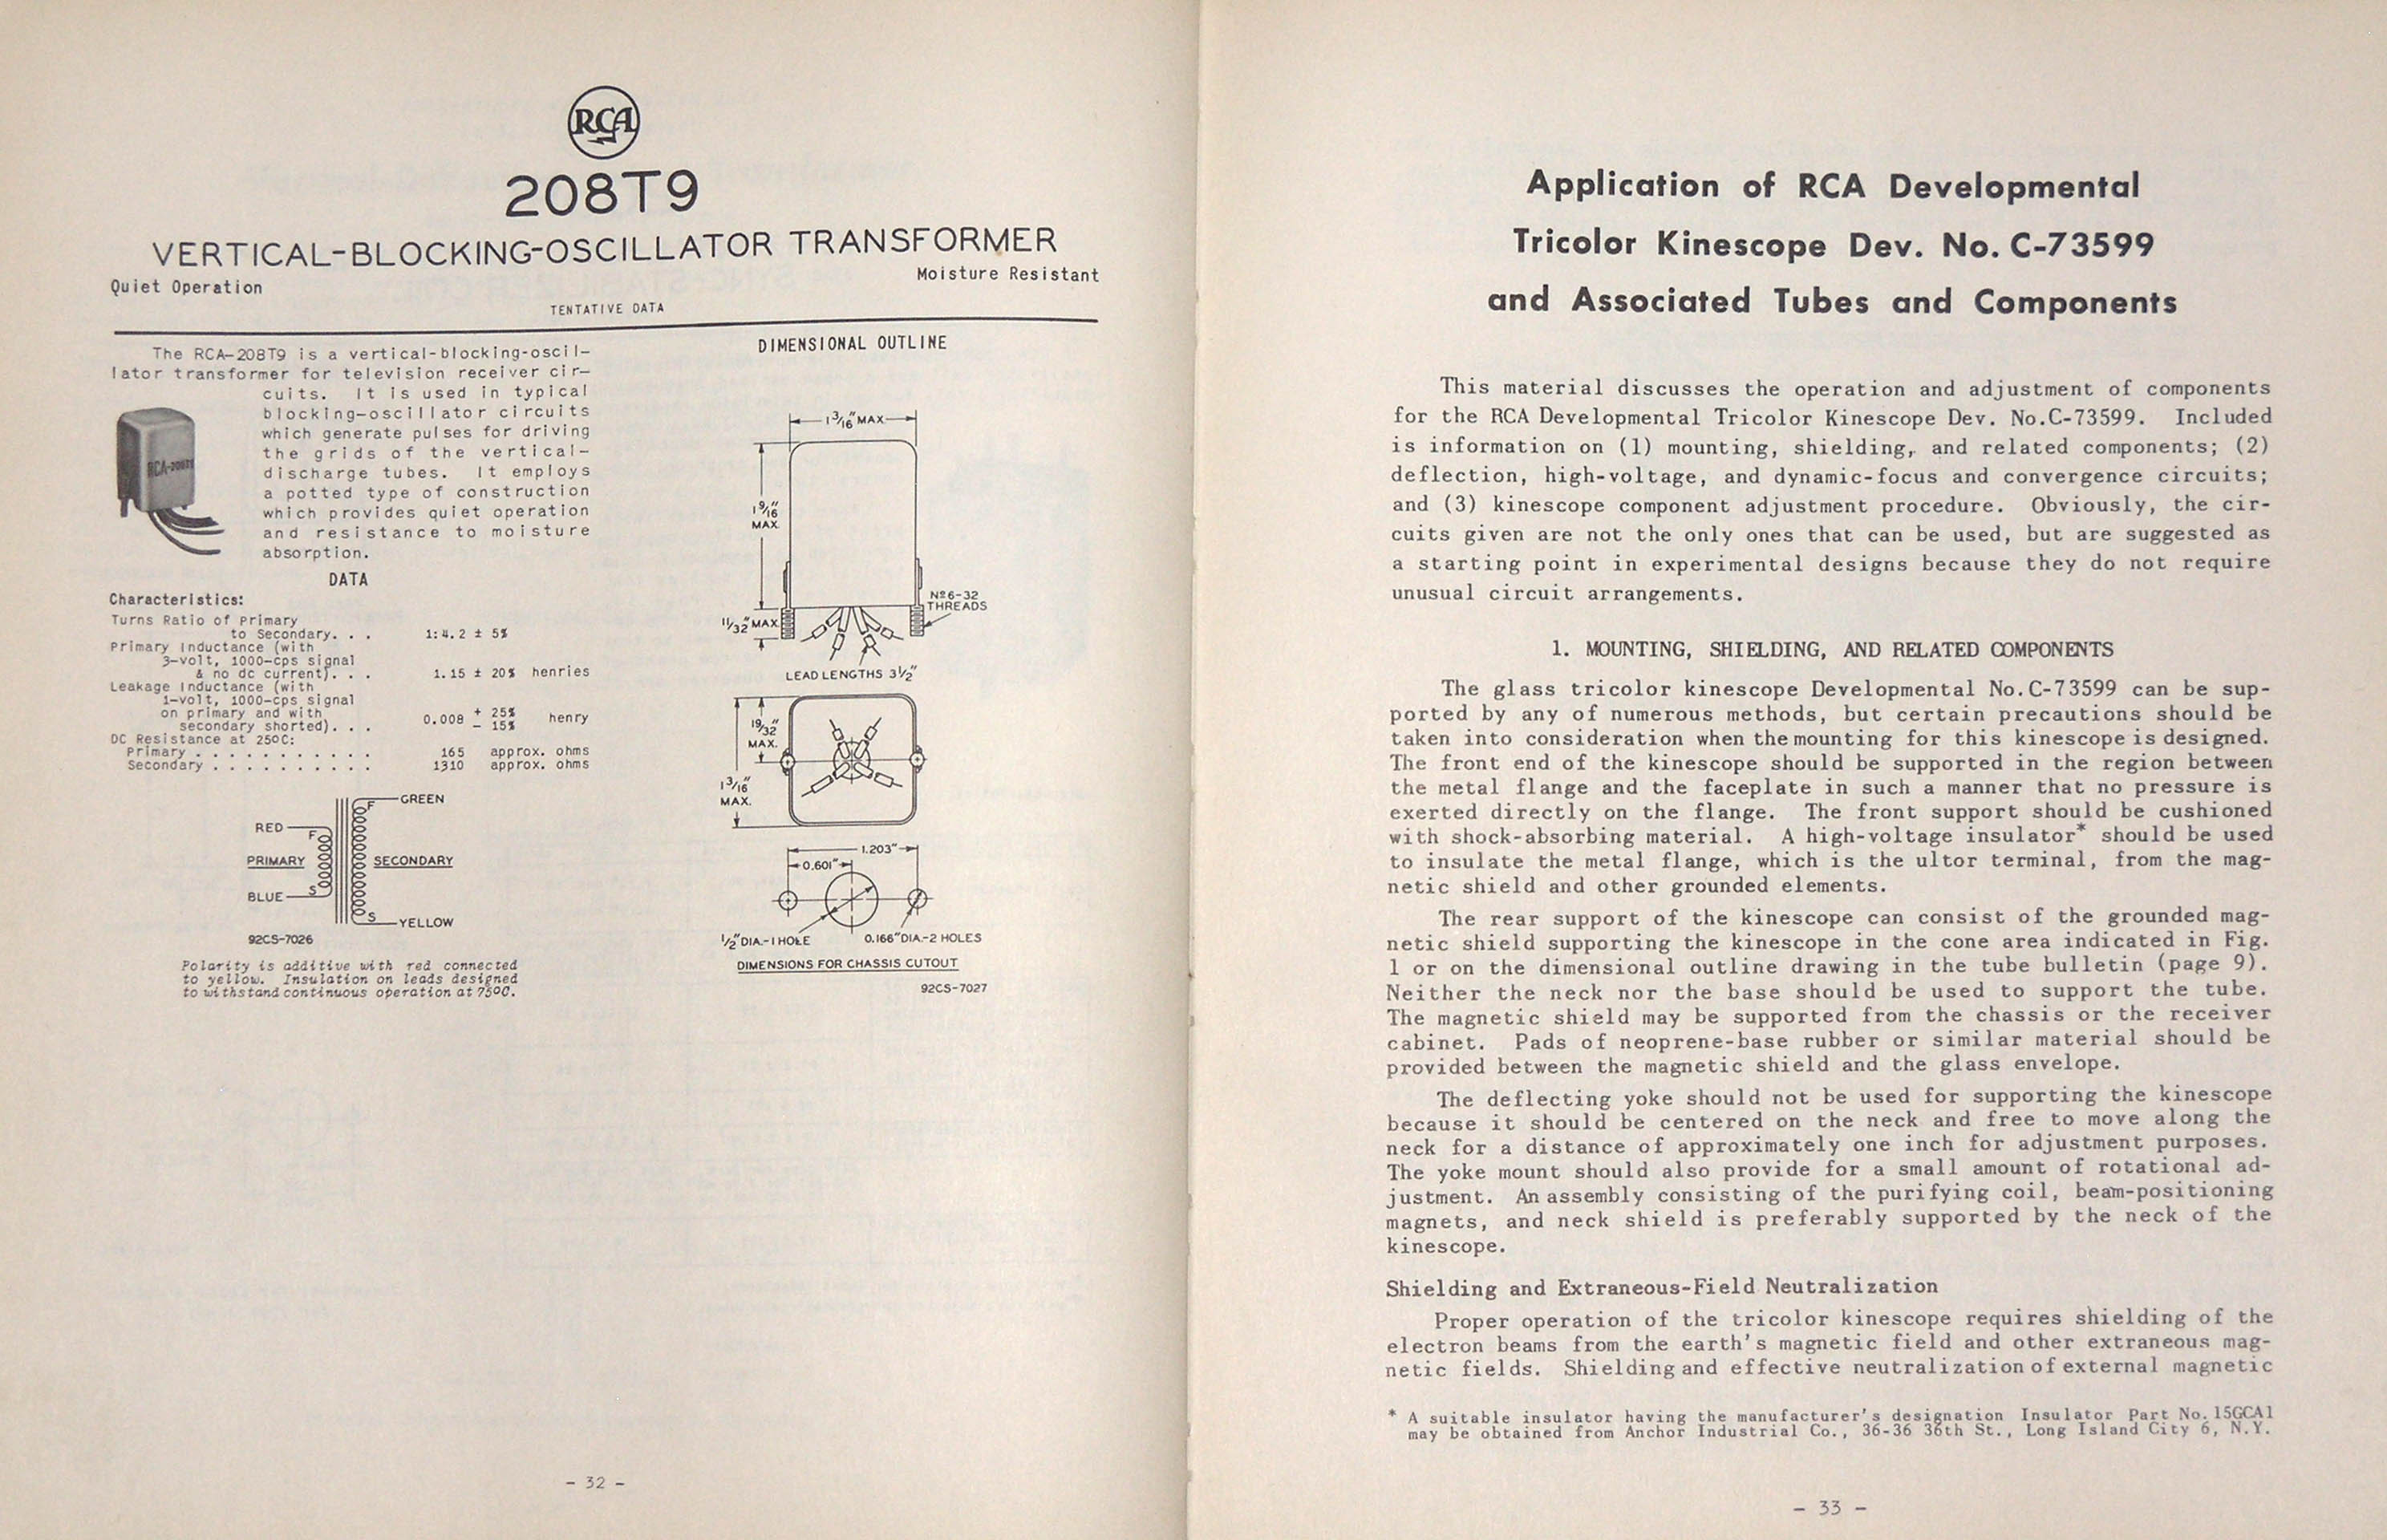 RCA
208T9
VERTICAL-BLOCKING-OSCILLATOR TRANSFORMER
Quiet Operation
Moisture Resistant
TENTATIVE DATA
The RCA-208T9 is a vertical-blocking-oscil-
lator transformer for television receiver cir-
cuits. It is used in typical
blocking-oscillator circuits
which generate pulses for driving
the grids of the vertical-
discharge tubes. It employs
a potted type of construction
which provides quiet operation
and resistance to moisture
absorption.
RCA-208T9
DATA
Characteristics:
Turns Ratio of Primary
to Secondary. . . 1:4.2 ± 5%
Primary Inductance (with
3-volt, 1000-cps signal
& no dc current). . . 1.15 ± 20% henries
Leakage Inductance (with
1-volt, 1000-cps signal
on primary and with
secondary shorted). . . 0.008 + 25% - 15% henry
DC Resistance at 25ºC:
Primary . . . . . . . . . . . 165 approx. ohms
Secondary . . . . . . . . . . 1310 approx. ohms
GREEN
F
RED
F
PRIMARY
SECONDARY
BLUE
S
S
YELLOW
92CS-7026
Polarity is additive with red connected
to yellow. Insulation on leads designed
to withstand continuous operation at 75ºC.
DIMENSIONAL OUTLINE
1 3/16" MAX.
1 9/16" MAX.
Nº 6-32
THREADS
11/32" MAX.
LEAD LENGTHS 3 1/2"
19/32" MAX.
1 3/16" MAX.
1.203"
0.601"
1/2" DIA.-1 HOLE
0.166" DIA.-2 HOLES
DIMENSIONS FOR CHASSIS CUTOUT
92CS-7027
- 32 -
Application of RCA Developmental
Tricolor Kinescope Dev. No. C-73599
and Associated Tubes and Components
This material discusses the operation and adjustment of components
for the RCA Developmental Tricolor Kinescope Dev. No.C-73599. Included
is information on (1) mounting, shielding, and related components; (2)
deflection, high-voltage, and dynamic-focus and convergence circuits;
and (3) kinescope component adjustment procedure. Obviously, the cir-
cuits given are not the only ones that can be used, but are suggested as
a starting point in experimental designs because they do not require
unusual circuit arrangements.
1. MOUNTING, SHIELDING, AND RELATED COMPONENTS
The glass tricolor kinescope Developmental No.C-73599 can be sup-
ported by any of numerous methods, but certain precautions should be
taken into consideration when the mounting for this kinescope is designed.
The front end of the kinescope should be supported in the region between
the metal flange and the faceplate in such a manner that no pressure is
exerted directly on the flange. The front support should be cushioned
with shock-absorbing material. A high-voltage insulator* should be used
to insulate the metal flange, which is the ultor terminal, from the mag-
netic shield and other grounded elements.
The rear support of the kinescope can consist of the grounded mag-
netic shield supporting the kinescope in the cone area indicated in Fig.
1 or on the dimensional outline drawing in the tube bulletin (page 9).
Neither the neck nor the base should be used to support the tube.
The magnetic shield may be supported from the chassis or the receiver
cabinet. Pads of neoprene-base rubber or similar material should be
provided between the magnetic shield and the glass envelope.
The deflecting yoke should not be used for supporting the kinescope
because it should be centered on the neck and free to move along the
neck for a distance of approximately one inch for adjustment purposes.
The yoke mount should also provide for a small amount of rotational ad-
justment. An assembly consisting of the purifying coil, beam-positioning
magnets, and neck shield is preferably supported by the neck of the
kinescope.
Shielding and Extraneous-Field Neutralization
Proper operation of the tricolor kinescope requires shielding of the
electron beams from the earth's magnetic field and other extraneous mag-
netic fields. Shielding and effective neutralization of external magnetic
* A suitable insulator having the manufacturer's designation Insulator Part No. 15GCA1
may be obtained from Anchor Industrial Co., 36-36 36th St., Long Island City 6, N.Y.
- 33 -